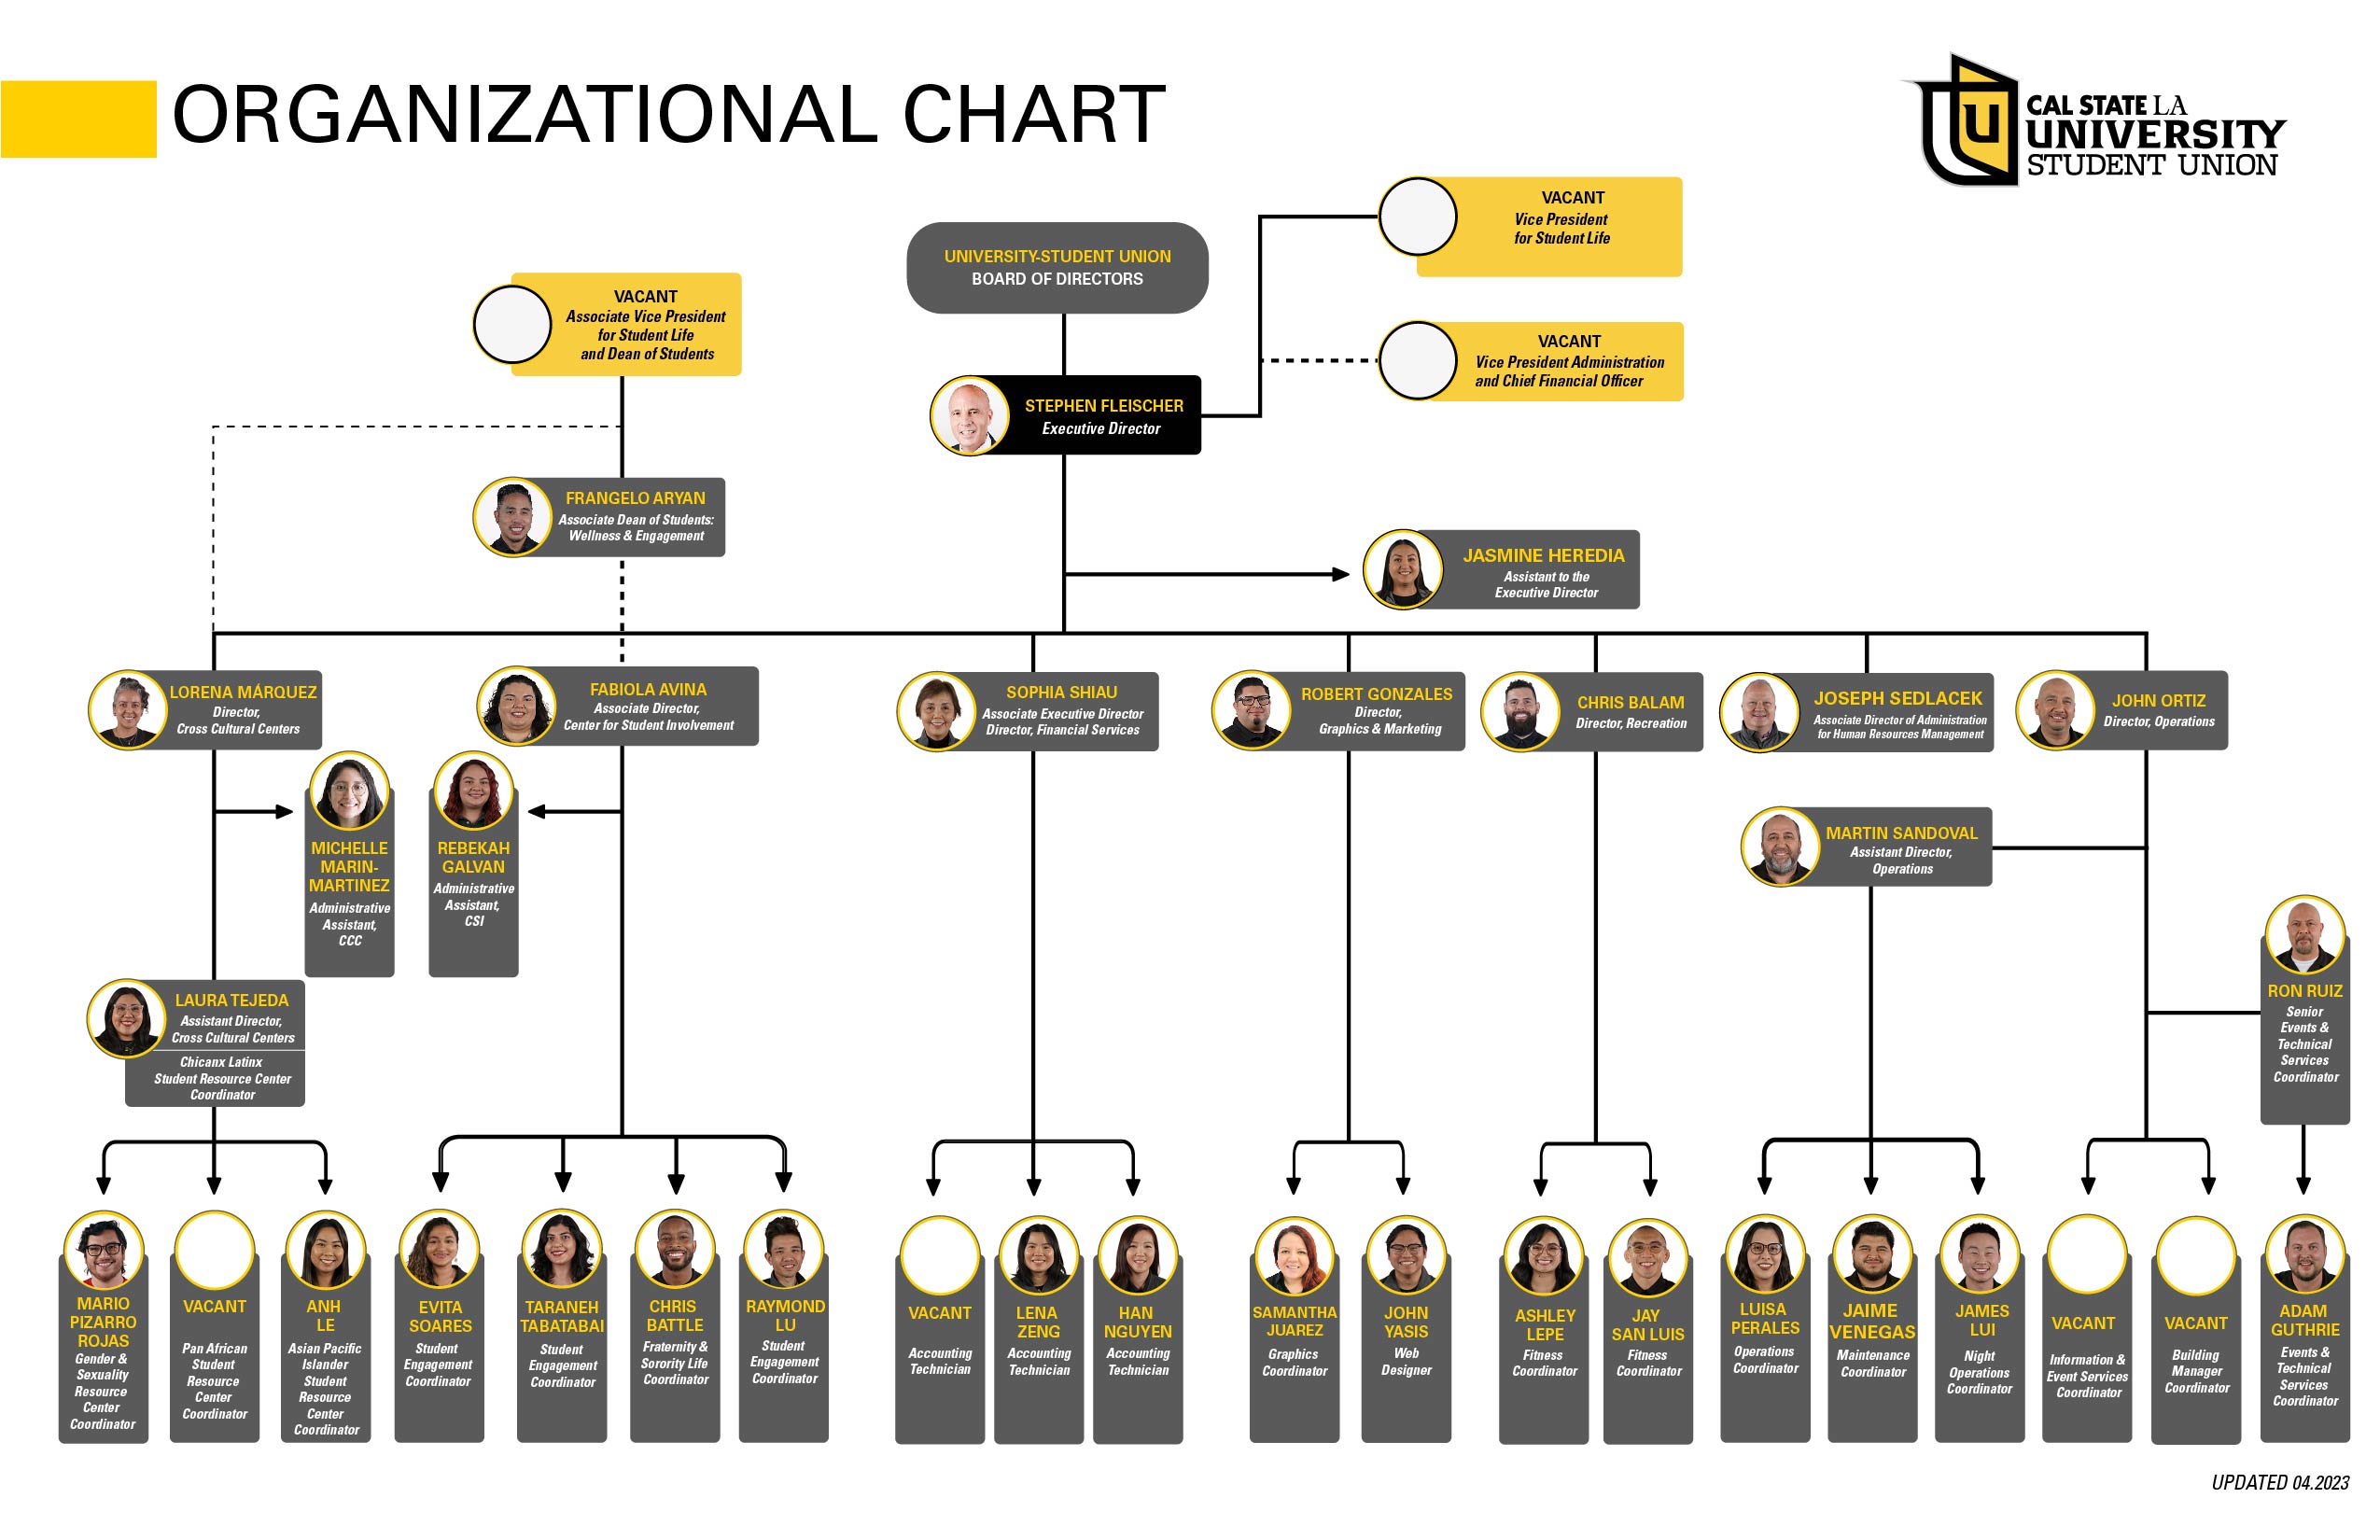 ORGANIZATIONAL CHART
CAL STATE LA
UNIVERSITY
STUDENT UNION
VACANT
Vice President
for Student Life
UNIVERSITY-STUDENT UNION
BOARD OF DIRECTORS
VACANT
Associate Vice President
for Student Life
and Dean of Students
VACANT
Vice President Administration
and Chief Financial Officer
STEPHEN FLEISCHER
Executive Director
FRANGELO ARYAN
Associate Dean of Students:
Wellness & Engagement
JASMINE HEREDIA
Assistant to the
Executive Director
LORENA MÁRQUEZ
Director,
Cross Cultural Centers
FABIOLA AVINA
Associate Director,
Center for Student Involvement
SOPHIA SHIAU
Associate Executive Director
Director, Financial Services
ROBERT GONZALES
Director,
Graphics & Marketing
CHRIS BALAM
Director, Recreation
JOSEPH SEDLACEK
Associate Director of Administration
for Human Resources Management
JOHN ORTIZ
Director, Operations
MICHELLE
MARIN-
MARTINEZ
Administrative
Assistant,
CCC
REBEKAH
GALVAN
Administrative
Assistant,
CSI
MARTIN SANDOVAL
Assistant Director,
Operations
RON RUIZ
Senior
Events &
Technical
Services
Coordinator
LAURA TEJEDA
Assistant Director,
Cross Cultural Centers
Chicanx Latinx
Student Resource Center
Coordinator
MARIO
PIZARRO
ROJAS
Gender &
Sexuality
Resource
Center
Coordinator
VACANT
Pan African
Student
Resource
Center
Coordinator
ANH
LE
Asian Pacific
Islander
Student
Resource
Center
Coordinator
EVITA
SOARES
Student
Engagement
Coordinator
TARANEH
TABATABAI
Student
Engagement
Coordinator
CHRIS
BATTLE
Fraternity &
Sorority Life
Coordinator
RAYMOND
LU
Student
Engagement
Coordinator
VACANT
Accounting
Technician
LENA
ZENG
Accounting
Technician
HAN
NGUYEN
Accounting
Technician
SAMANTHA
JUAREZ
Graphics
Coordinator
JOHN
YASIS
Web
Designer
ASHLEY
LEPE
Fitness
Coordinator
JAY
SAN LUIS
Fitness
Coordinator
LUISA
PERALES
Operations
Coordinator
JAIME
VENEGAS
Maintenance
Coordinator
JAMES
LUI
Night
Operations
Coordinator
VACANT
Information &
Event Services
Coordinator
VACANT
Building
Manager
Coordinator
ADAM
GUTHRIE
Events &
Technical
Services
Coordinator
UPDATED 04.2023